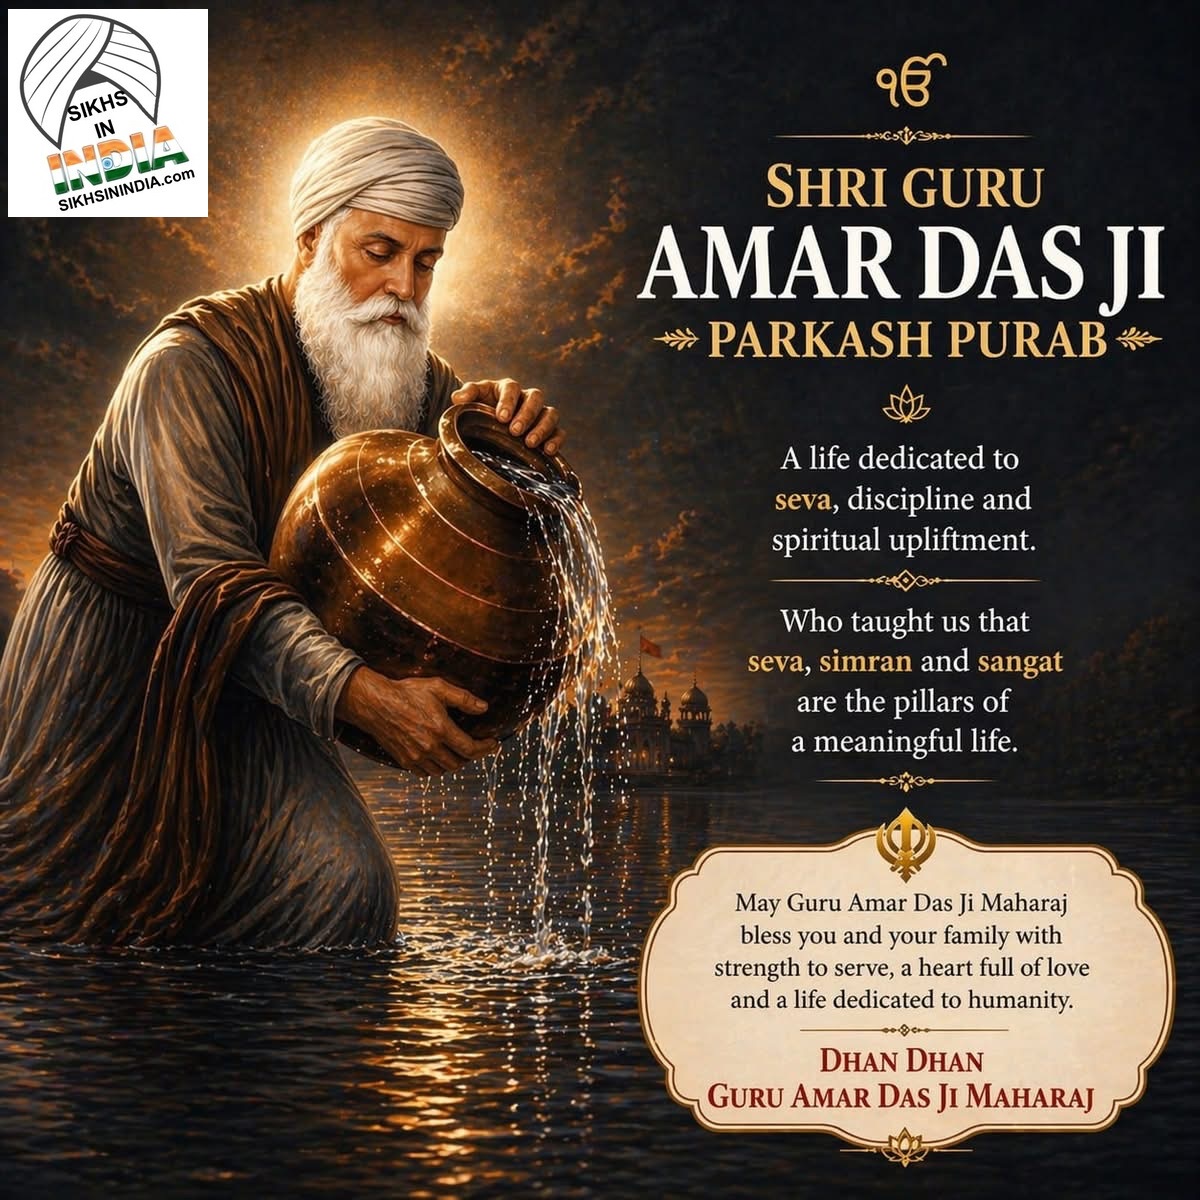 SIKHS
IN
INDIA
SIKHSININDIA.com
ੴ
SHRI GURU
AMAR DAS JI
PARKASH PURAB
A life dedicated to
seva, discipline and
spiritual upliftment.
Who taught us that
seva, simran and sangat
are the pillars of
a meaningful life.
May Guru Amar Das Ji Maharaj
bless you and your family with
strength to serve, a heart full of love
and a life dedicated to humanity.
DHAN DHAN
GURU AMAR DAS JI MAHARAJ